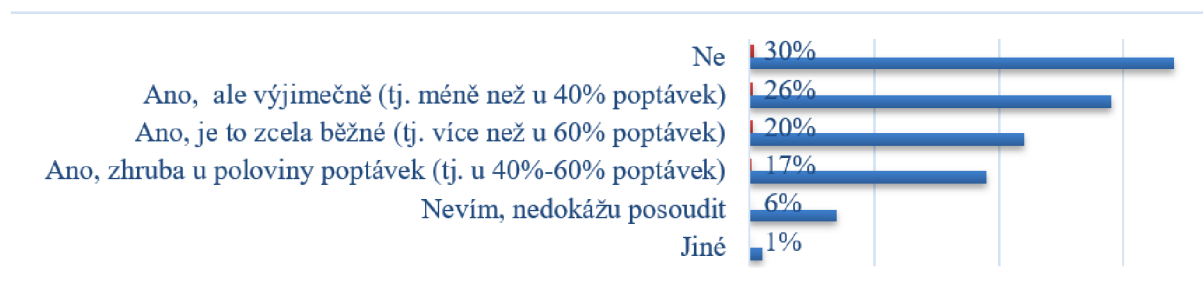 Ne 30%
Ano, ale výjimečně (tj. méně než u 40% poptávek) 26%
Ano, je to zcela běžné (tj. více než u 60% poptávek) 20%
Ano, zhruba u poloviny poptávek (tj. u 40%-60% poptávek) 17%
Nevím, nedokážu posoudit 6%
Jiné 1%